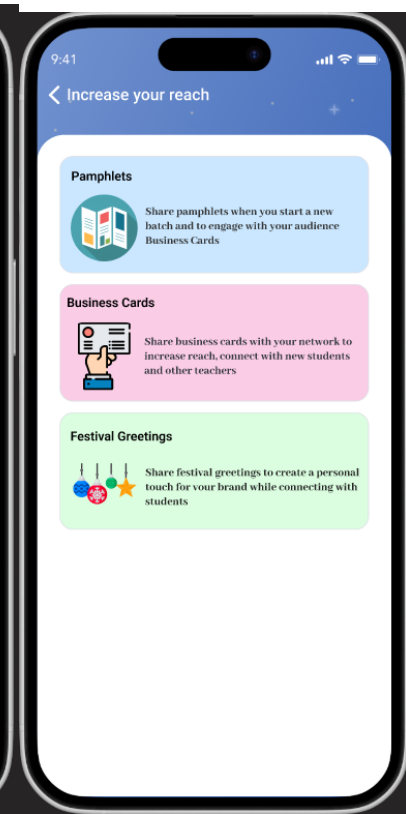 9:41
Increase your reach
Pamphlets
Share pamphlets when you start a new
batch and to engage with your audience
Business Cards
Business Cards
Share business cards with your network to
increase reach, connect with new students
and other teachers
Festival Greetings
Share festival greetings to create a personal
touch for your brand while connecting with
students